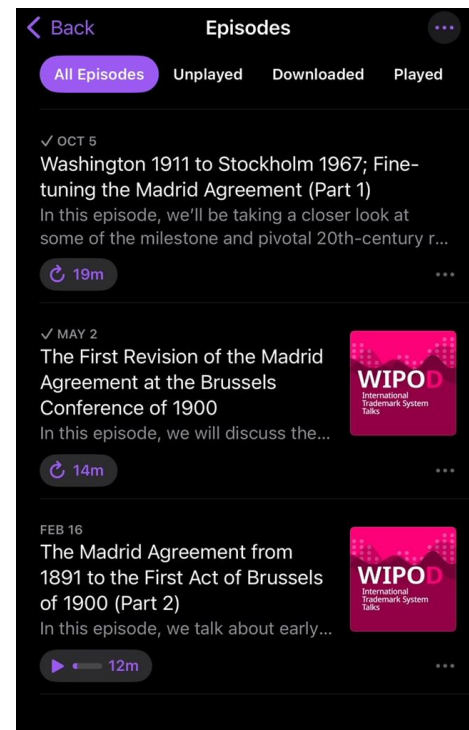 Back
Episodes
All Episodes
Unplayed
Downloaded
Played
OCT 5
Washington 1911 to Stockholm 1967; Fine-
tuning the Madrid Agreement (Part 1)
In this episode, we’ll be taking a closer look at
some of the milestone and pivotal 20th-century r...
19m
MAY 2
The First Revision of the Madrid
Agreement at the Brussels
Conference of 1900
In this episode, we will discuss the...
WIPOD
International
Trademark System
Talks
14m
FEB 16
The Madrid Agreement from
1891 to the First Act of Brussels
of 1900 (Part 2)
In this episode, we talk about early...
WIPOD
International
Trademark System
Talks
12m